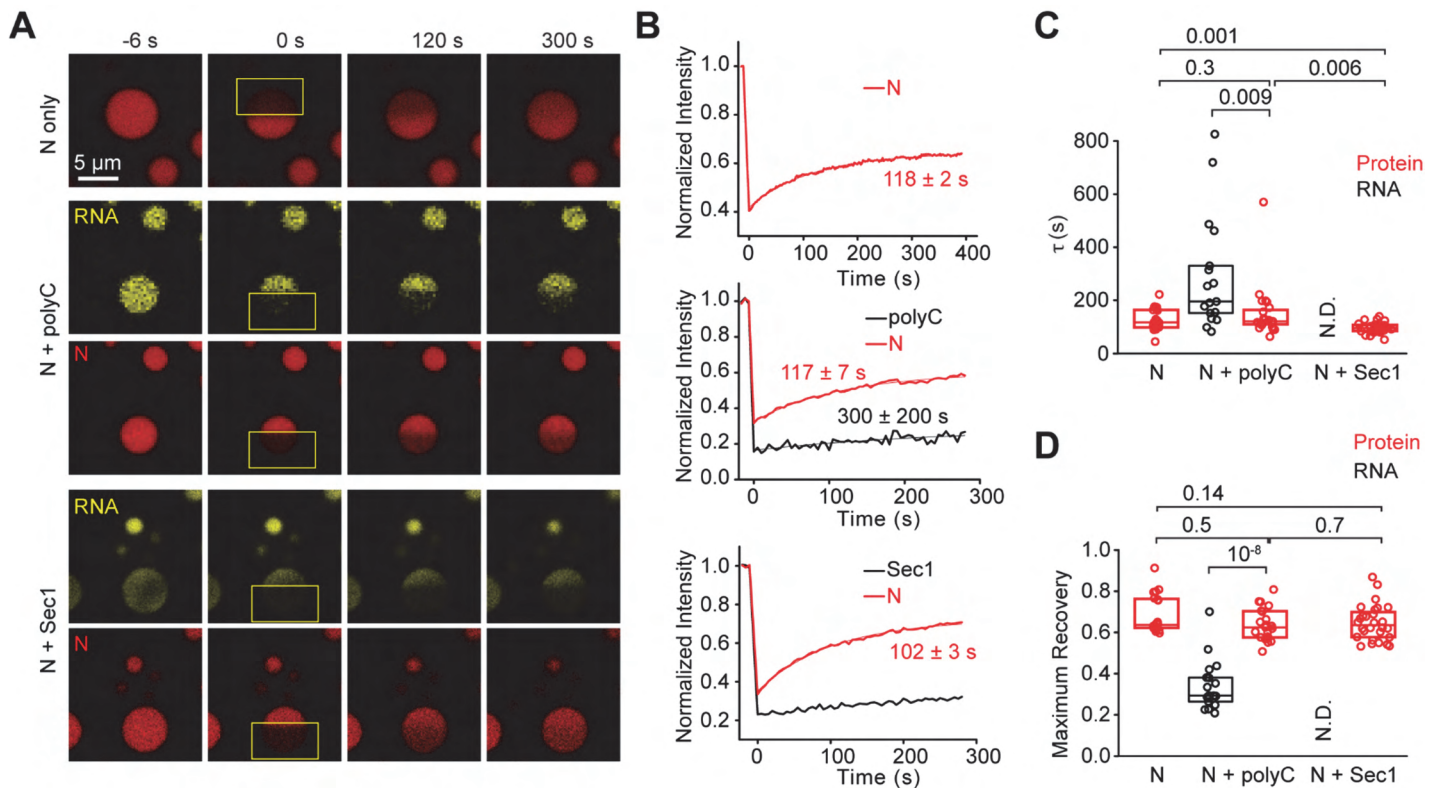 A
-6 s 0 s 120 s 300 s
N only
5 µm
N + polyC
RNA
N
N + Sec1
RNA
N
B
Normalized Intensity
1.0
0.8
0.6
0.4
N
118 ± 2 s
0 100 200 300 400
Time (s)
Normalized Intensity
1.0
0.8
0.6
0.4
0.2
0.0
polyC
N
117 ± 7 s
300 ± 200 s
0 100 200 300
Time (s)
Normalized Intensity
1.0
0.8
0.6
0.4
0.2
Sec1
N
102 ± 3 s
0 100 200 300
Time (s)
C
0.001
0.3 0.006
0.009
Protein
RNA
τ (s)
800
600
400
200
0
N.D.
N N + polyC N + Sec1
D
Protein
RNA
0.14
0.5 0.7
10⁻⁸
Maximum Recovery
1.0
0.8
0.6
0.4
0.2
0.0
N.D.
N N + polyC N + Sec1